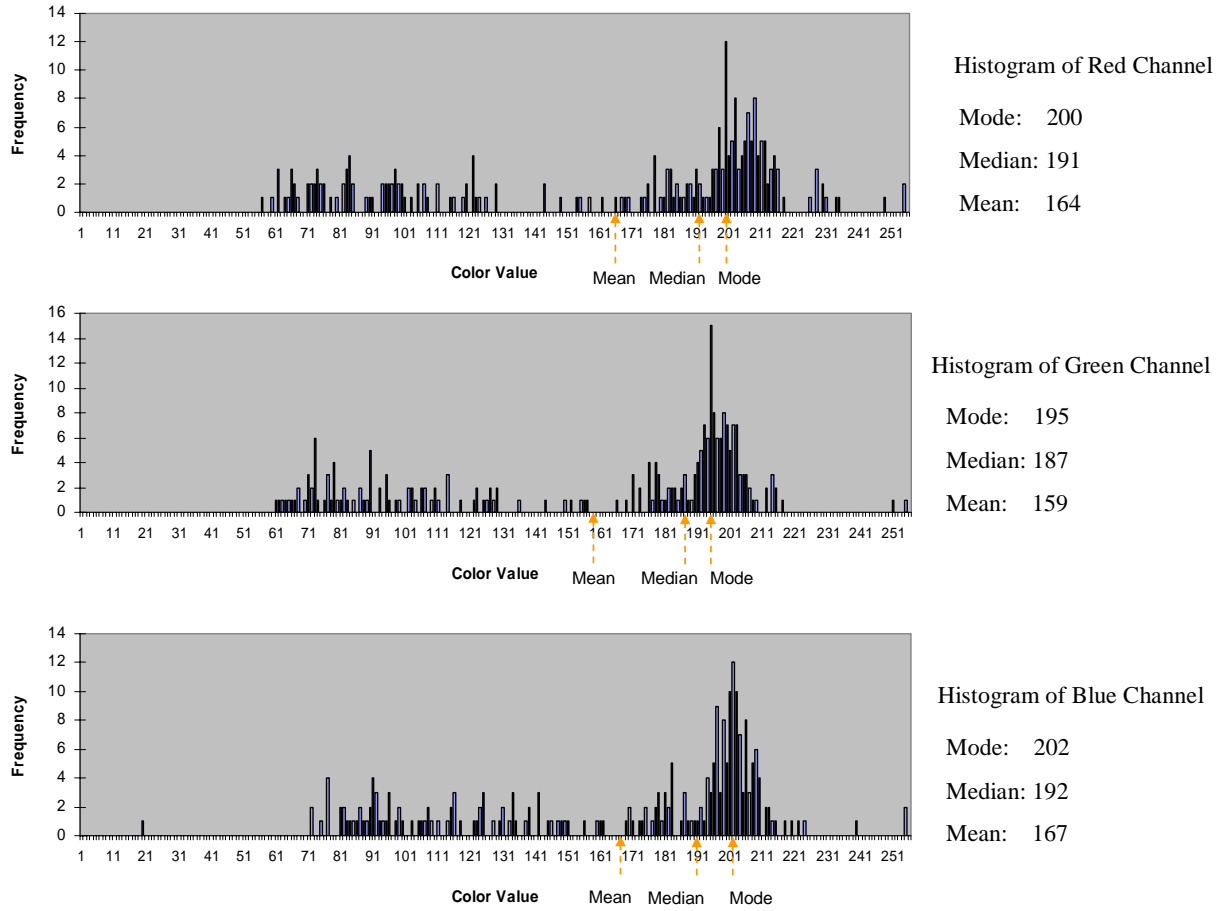 14
12
10
8
6
4
2
0
Frequency
1 11 21 31 41 51 61 71 81 91 101 111 121 131 141 151 161 171 181 191 201 211 221 231 241 251
Color Value
Mean Median Mode
Histogram of Red Channel
Mode: 200
Median: 191
Mean: 164
16
14
12
10
8
6
4
2
0
Frequency
1 11 21 31 41 51 61 71 81 91 101 111 121 131 141 151 161 171 181 191 201 211 221 231 241 251
Color Value
Mean Median Mode
Histogram of Green Channel
Mode: 195
Median: 187
Mean: 159
14
12
10
8
6
4
2
0
Frequency
1 11 21 31 41 51 61 71 81 91 101 111 121 131 141 151 161 171 181 191 201 211 221 231 241 251
Color Value
Mean Median Mode
Histogram of Blue Channel
Mode: 202
Median: 192
Mean: 167